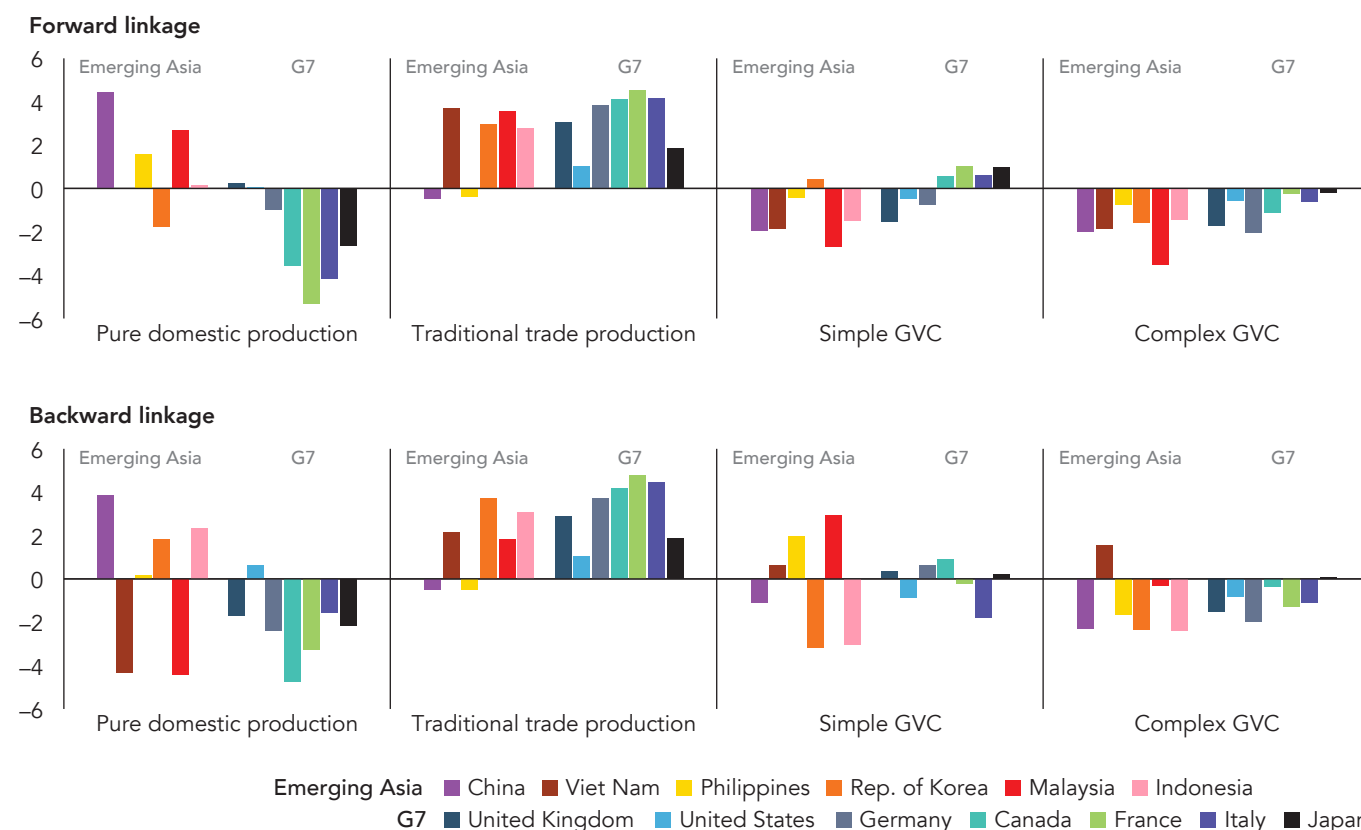 Forward linkage
6
4
2
0
–2
–4
–6
Emerging Asia G7
Emerging Asia G7
Emerging Asia G7
Emerging Asia G7
Pure domestic production
Traditional trade production
Simple GVC
Complex GVC
Backward linkage
6
4
2
0
–2
–4
–6
Emerging Asia G7
Emerging Asia G7
Emerging Asia G7
Emerging Asia G7
Pure domestic production
Traditional trade production
Simple GVC
Complex GVC
Emerging Asia China Viet Nam Philippines Rep. of Korea Malaysia Indonesia
G7 United Kingdom United States Germany Canada France Italy Japan